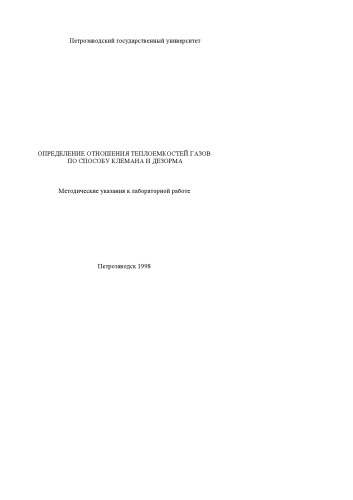 Петрозаводский государственный университет
ОПРЕДЕЛЕНИЕ ОТНОШЕНИЯ ТЕПЛОЕМКОСТЕЙ ГАЗОВ
ПО СПОСОБУ КЛЕМАНА И ДЕЗОРМА
Методические указания к лабораторной работе
Петрозаводск 1998